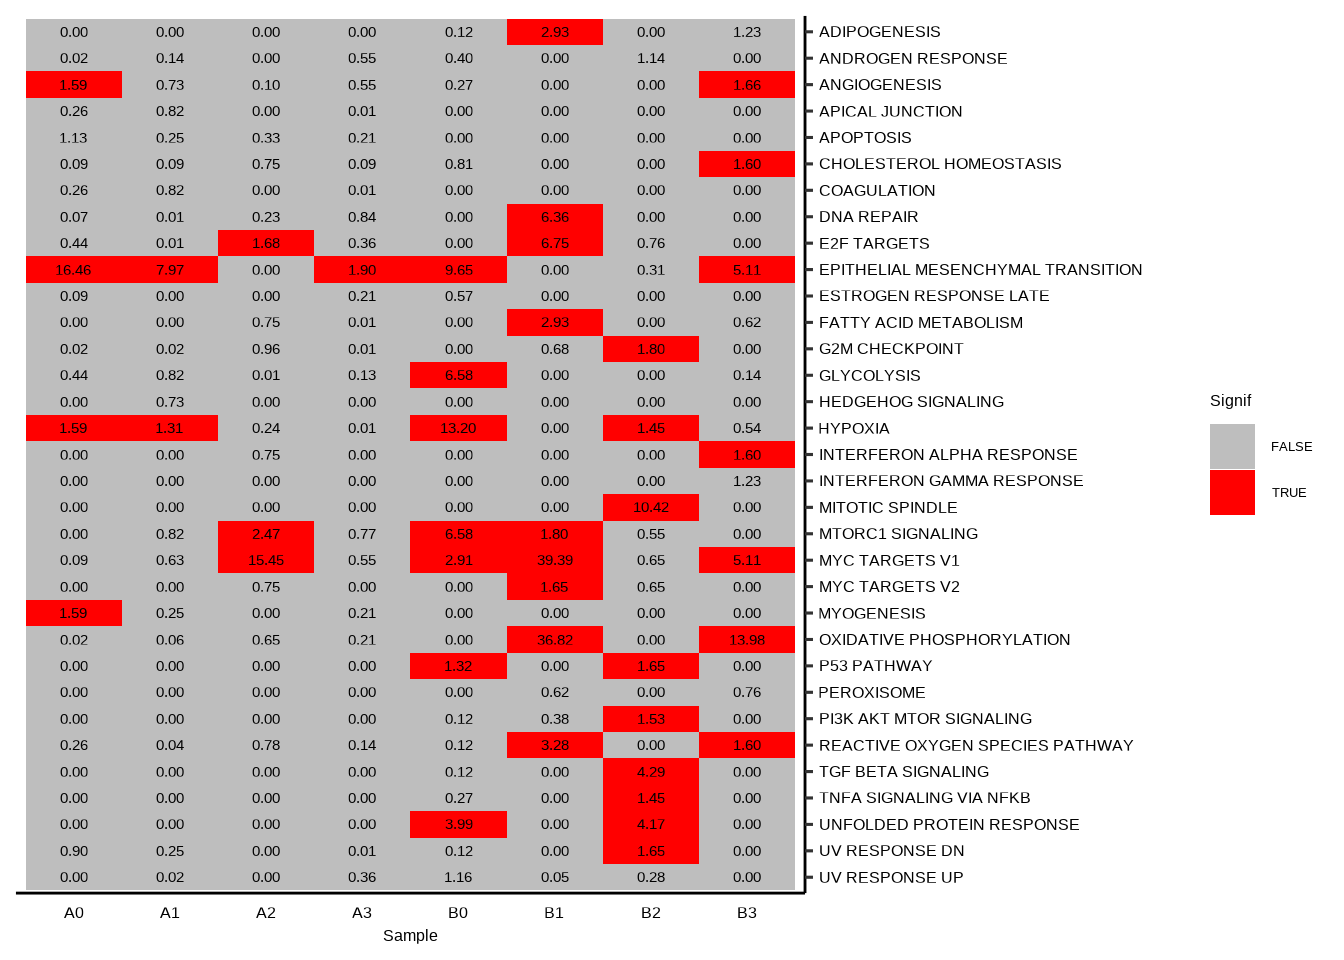 0.00 0.00 0.00 0.00 0.12 2.93 0.00 1.23 ADIPOGENESIS
0.02 0.14 0.00 0.55 0.40 0.00 1.14 0.00 ANDROGEN RESPONSE
1.59 0.73 0.10 0.55 0.27 0.00 0.00 1.66 ANGIOGENESIS
0.26 0.82 0.00 0.01 0.00 0.00 0.00 0.00 APICAL JUNCTION
1.13 0.25 0.33 0.21 0.00 0.00 0.00 0.00 APOPTOSIS
0.09 0.09 0.75 0.09 0.81 0.00 0.00 1.60 CHOLESTEROL HOMEOSTASIS
0.26 0.82 0.00 0.01 0.00 0.00 0.00 0.00 COAGULATION
0.07 0.01 0.23 0.84 0.00 6.36 0.00 0.00 DNA REPAIR
0.44 0.01 1.68 0.36 0.00 6.75 0.76 0.00 E2F TARGETS
16.46 7.97 0.00 1.90 9.65 0.00 0.31 5.11 EPITHELIAL MESENCHYMAL TRANSITION
0.09 0.00 0.00 0.21 0.57 0.00 0.00 0.00 ESTROGEN RESPONSE LATE
0.00 0.00 0.75 0.01 0.00 2.93 0.00 0.62 FATTY ACID METABOLISM
0.02 0.02 0.96 0.01 0.00 0.68 1.80 0.00 G2M CHECKPOINT
0.44 0.82 0.01 0.13 6.58 0.00 0.00 0.14 GLYCOLYSIS
0.00 0.73 0.00 0.00 0.00 0.00 0.00 0.00 HEDGEHOG SIGNALING
1.59 1.31 0.24 0.01 13.20 0.00 1.45 0.54 HYPOXIA
0.00 0.00 0.75 0.00 0.00 0.00 0.00 1.60 INTERFERON ALPHA RESPONSE
0.00 0.00 0.00 0.00 0.00 0.00 0.00 1.23 INTERFERON GAMMA RESPONSE
0.00 0.00 0.00 0.00 0.00 0.00 10.42 0.00 MITOTIC SPINDLE
0.00 0.82 2.47 0.77 6.58 1.80 0.55 0.00 MTORC1 SIGNALING
0.09 0.63 15.45 0.55 2.91 39.39 0.65 5.11 MYC TARGETS V1
0.00 0.00 0.75 0.00 0.00 1.65 0.65 0.00 MYC TARGETS V2
1.59 0.25 0.00 0.21 0.00 0.00 0.00 0.00 MYOGENESIS
0.02 0.06 0.65 0.21 0.00 36.82 0.00 13.98 OXIDATIVE PHOSPHORYLATION
0.00 0.00 0.00 0.00 1.32 0.00 1.65 0.00 P53 PATHWAY
0.00 0.00 0.00 0.00 0.00 0.62 0.00 0.76 PEROXISOME
0.00 0.00 0.00 0.00 0.12 0.38 1.53 0.00 PI3K AKT MTOR SIGNALING
0.26 0.04 0.78 0.14 0.12 3.28 0.00 1.60 REACTIVE OXYGEN SPECIES PATHWAY
0.00 0.00 0.00 0.00 0.12 0.00 4.29 0.00 TGF BETA SIGNALING
0.00 0.00 0.00 0.00 0.27 0.00 1.45 0.00 TNFA SIGNALING VIA NFKB
0.00 0.00 0.00 0.00 3.99 0.00 4.17 0.00 UNFOLDED PROTEIN RESPONSE
0.90 0.25 0.00 0.01 0.12 0.00 1.65 0.00 UV RESPONSE DN
0.00 0.02 0.00 0.36 1.16 0.05 0.28 0.00 UV RESPONSE UP
A0 A1 A2 A3 B0 B1 B2 B3
Sample
Signif
FALSE
TRUE